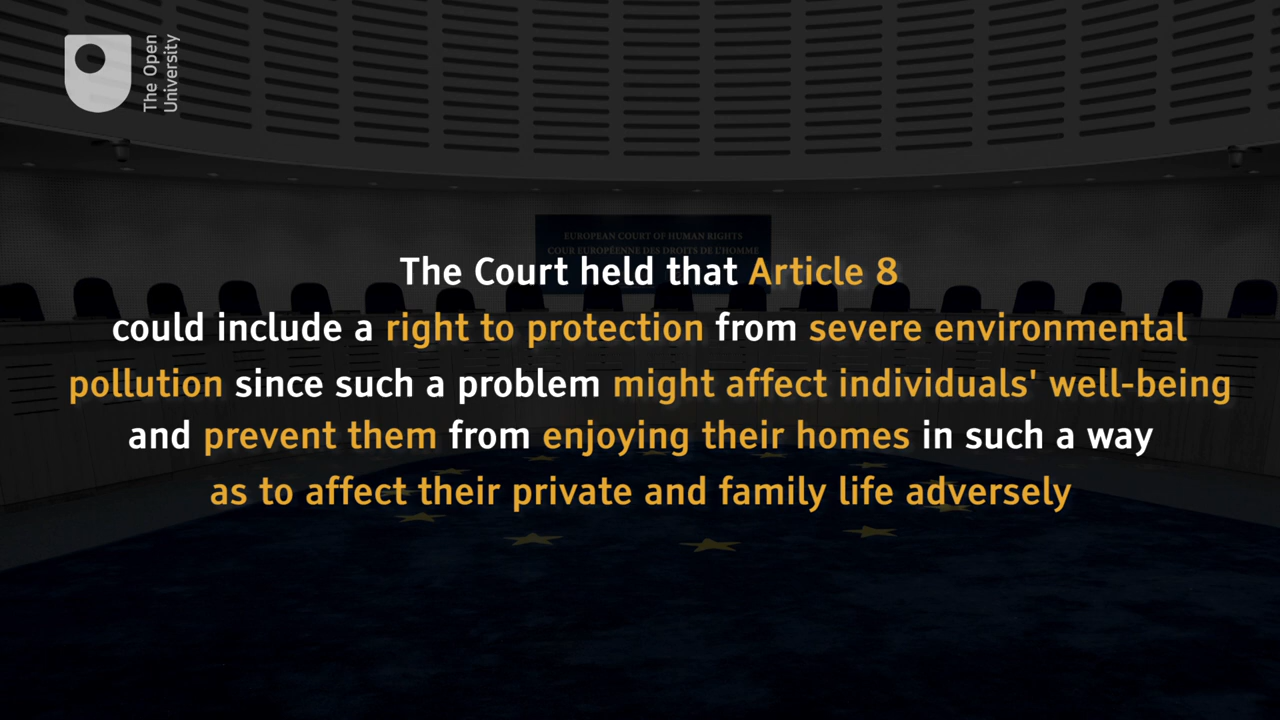 The Open
University
EUROPEAN COURT OF HUMAN RIGHTS
COUR EUROPÉENNE DES DROITS DE L'HOMME
The Court held that Article 8
could include a right to protection from severe environmental
pollution since such a problem might affect individuals' well-being
and prevent them from enjoying their homes in such a way
as to affect their private and family life adversely